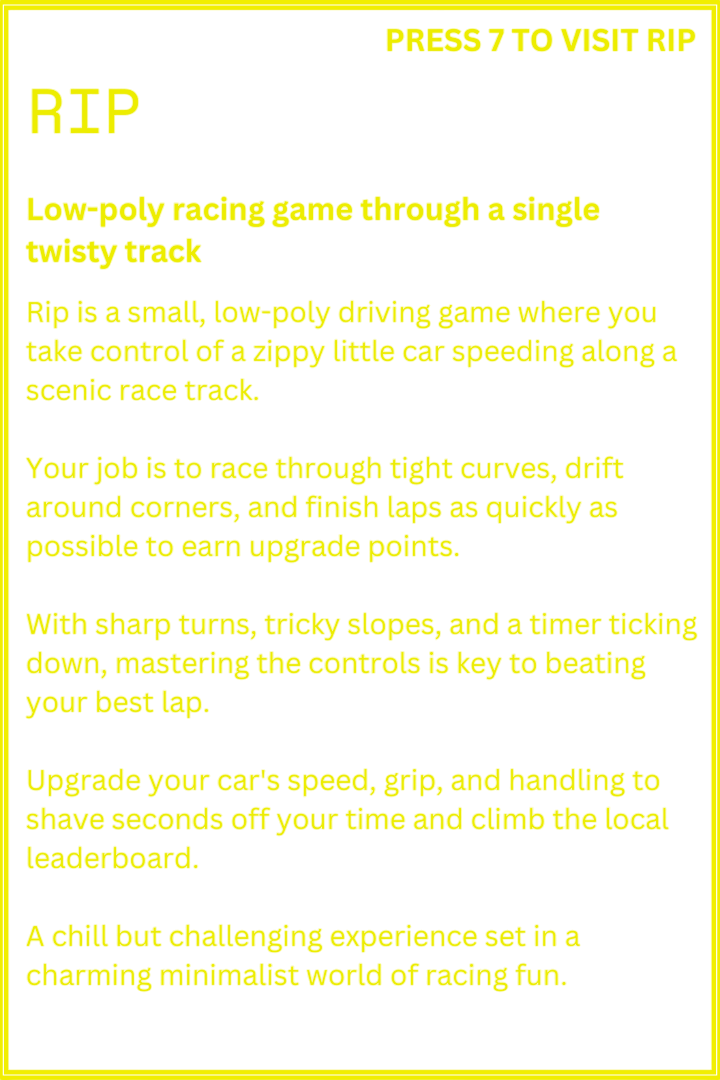 PRESS 7 TO VISIT RIP
RIP
Low-poly racing game through a single
twisty track
Rip is a small, low-poly driving game where you
take control of a zippy little car speeding along a
scenic race track.
Your job is to race through tight curves, drift
around corners, and finish laps as quickly as
possible to earn upgrade points.
With sharp turns, tricky slopes, and a timer ticking
down, mastering the controls is key to beating
your best lap.
Upgrade your car's speed, grip, and handling to
shave seconds off your time and climb the local
leaderboard.
A chill but challenging experience set in a
charming minimalist world of racing fun.